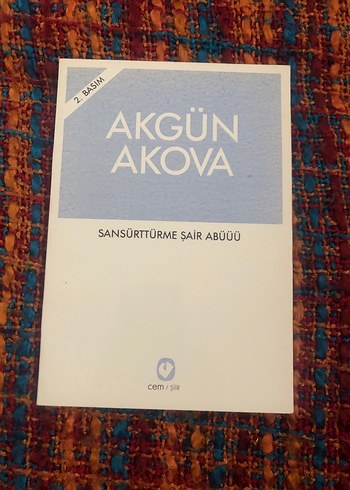 2. BASIM
AKGÜN
AKOVA
SANSÜRTTÜRME ŞAİR ABÜÜÜ
cem / şiir